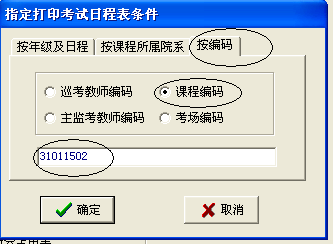 指定打印考试日程表条件
按年级及日程 按课程所属院系 按编码
巡考教师编码 课程编码
主监考教师编码 考场编码
31011502
确定 取消